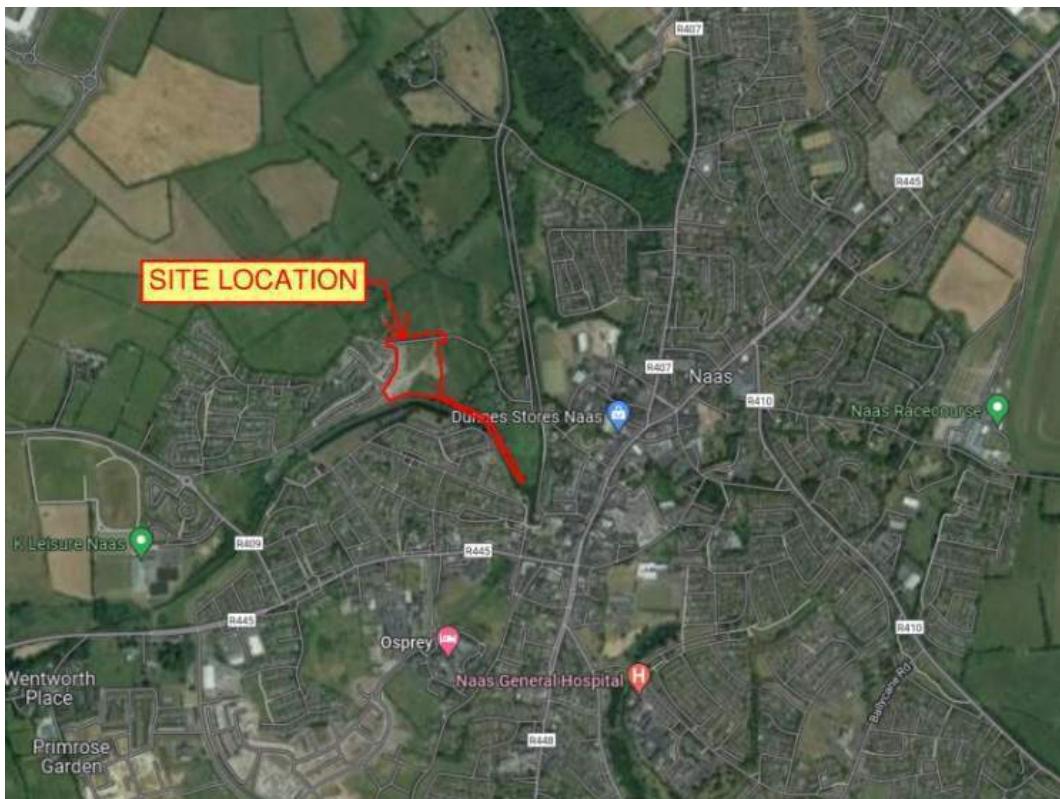 R407
R445
SITE LOCATION
R407
Naas
R410
Dunnes Stores Naas
Naas Racecourse
K Leisure Naas
R409
R445
R445
R410
Osprey
Naas General Hospital
Ballycane Rd
Wentworth
Place
Primrose
Garden
R448